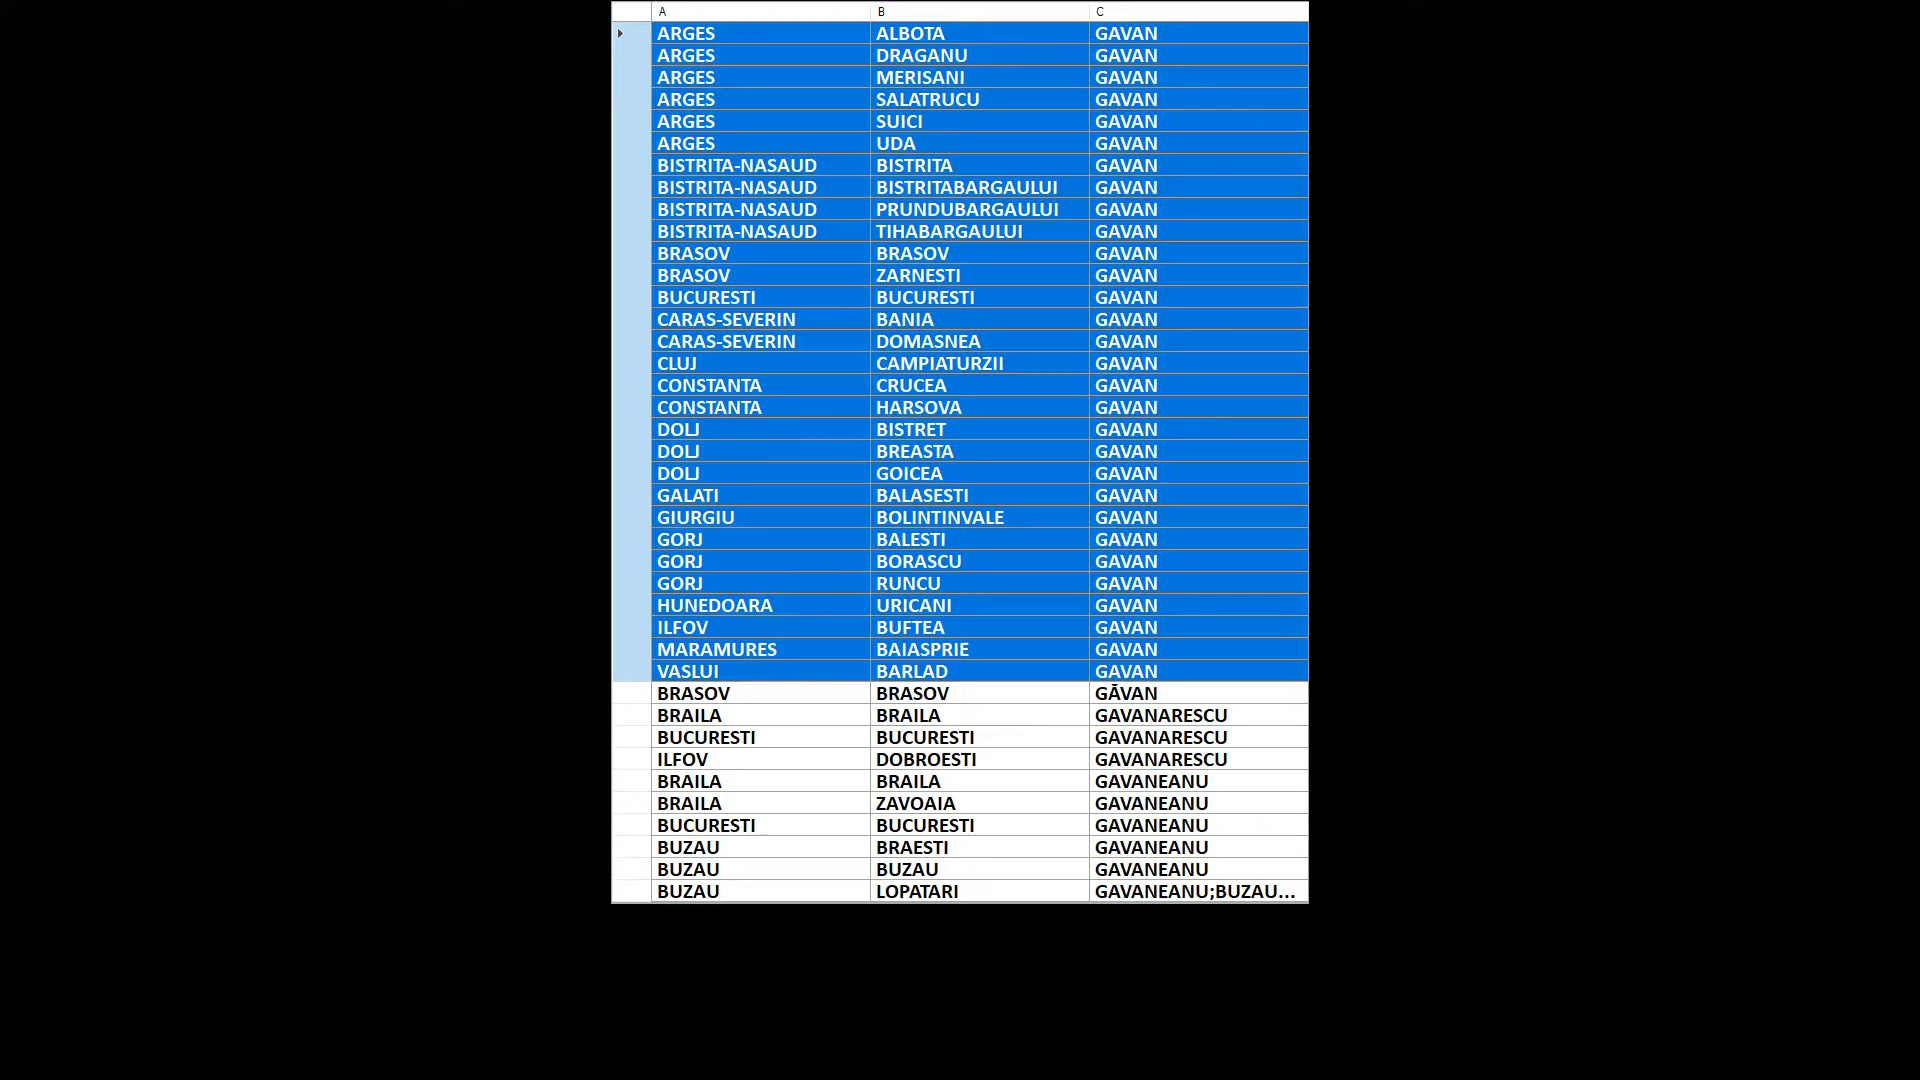 A B C
ARGES ALBOTA GAVAN
ARGES DRAGANU GAVAN
ARGES MERISANI GAVAN
ARGES SALATRUCU GAVAN
ARGES SUICI GAVAN
ARGES UDA GAVAN
BISTRITA-NASAUD BISTRITA GAVAN
BISTRITA-NASAUD BISTRITABARGAULUI GAVAN
BISTRITA-NASAUD PRUNDUBARGAULUI GAVAN
BISTRITA-NASAUD TIHABARGAULUI GAVAN
BRASOV BRASOV GAVAN
BRASOV ZARNESTI GAVAN
BUCURESTI BUCURESTI GAVAN
CARAS-SEVERIN BANIA GAVAN
CARAS-SEVERIN DOMASNEA GAVAN
CLUJ CAMPIATURZII GAVAN
CONSTANTA CRUCEA GAVAN
CONSTANTA HARSOVA GAVAN
DOLJ BISTRET GAVAN
DOLJ BREASTA GAVAN
DOLJ GOICEA GAVAN
GALATI BALASESTI GAVAN
GIURGIU BOLINTINVALE GAVAN
GORJ BALESTI GAVAN
GORJ BORASCU GAVAN
GORJ RUNCU GAVAN
HUNEDOARA URICANI GAVAN
ILFOV BUFTEA GAVAN
MARAMURES BAIASPRIE GAVAN
VASLUI BARLAD GAVAN
BRASOV BRASOV GĂVAN
BRAILA BRAILA GAVANARESCU
BUCURESTI BUCURESTI GAVANARESCU
ILFOV DOBROESTI GAVANARESCU
BRAILA BRAILA GAVANEANU
BRAILA ZAVOAIA GAVANEANU
BUCURESTI BUCURESTI GAVANEANU
BUZAU BRAESTI GAVANEANU
BUZAU BUZAU GAVANEANU
BUZAU LOPATARI GAVANEANU;BUZAU...